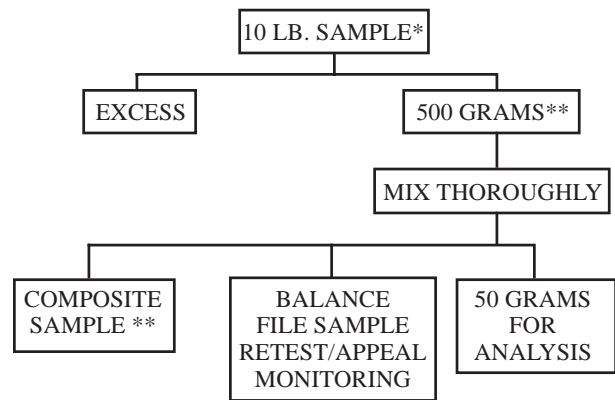 10 LB. SAMPLE*
EXCESS
500 GRAMS**
MIX THOROUGHLY
COMPOSITE
SAMPLE **
BALANCE
FILE SAMPLE
RETEST/APPEAL
MONITORING
50 GRAMS
FOR
ANALYSIS